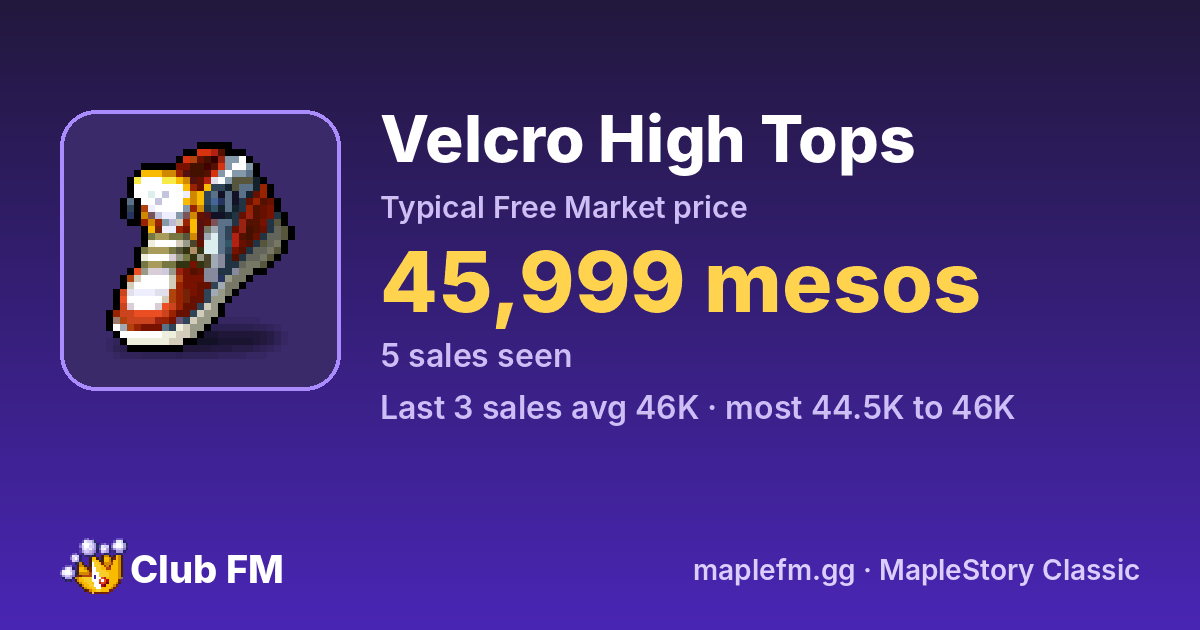 Velcro High Tops
Typical Free Market price
45,999 mesos
5 sales seen
Last 3 sales avg 46K · most 44.5K to 46K
Club FM
maplefm.gg · MapleStory Classic